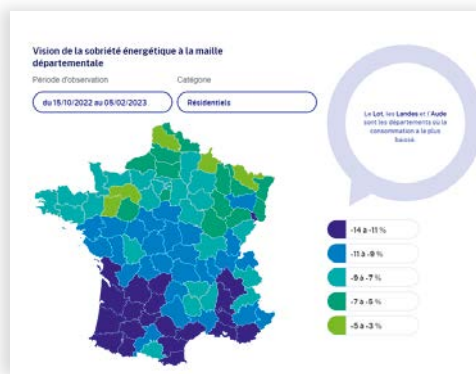 Vision de la sobriété énergétique à la maille
départementale
Période d'observation
Catégorie
du 15/10/2022 au 05/02/2023
Résidentiels
Le Lot, les Landes et l'Aude
sont les départements où la
consommation a le plus
baissé.
-14 à -11 %
-11 à -9 %
-9 à -7 %
-7 à -5 %
-5 à -3 %